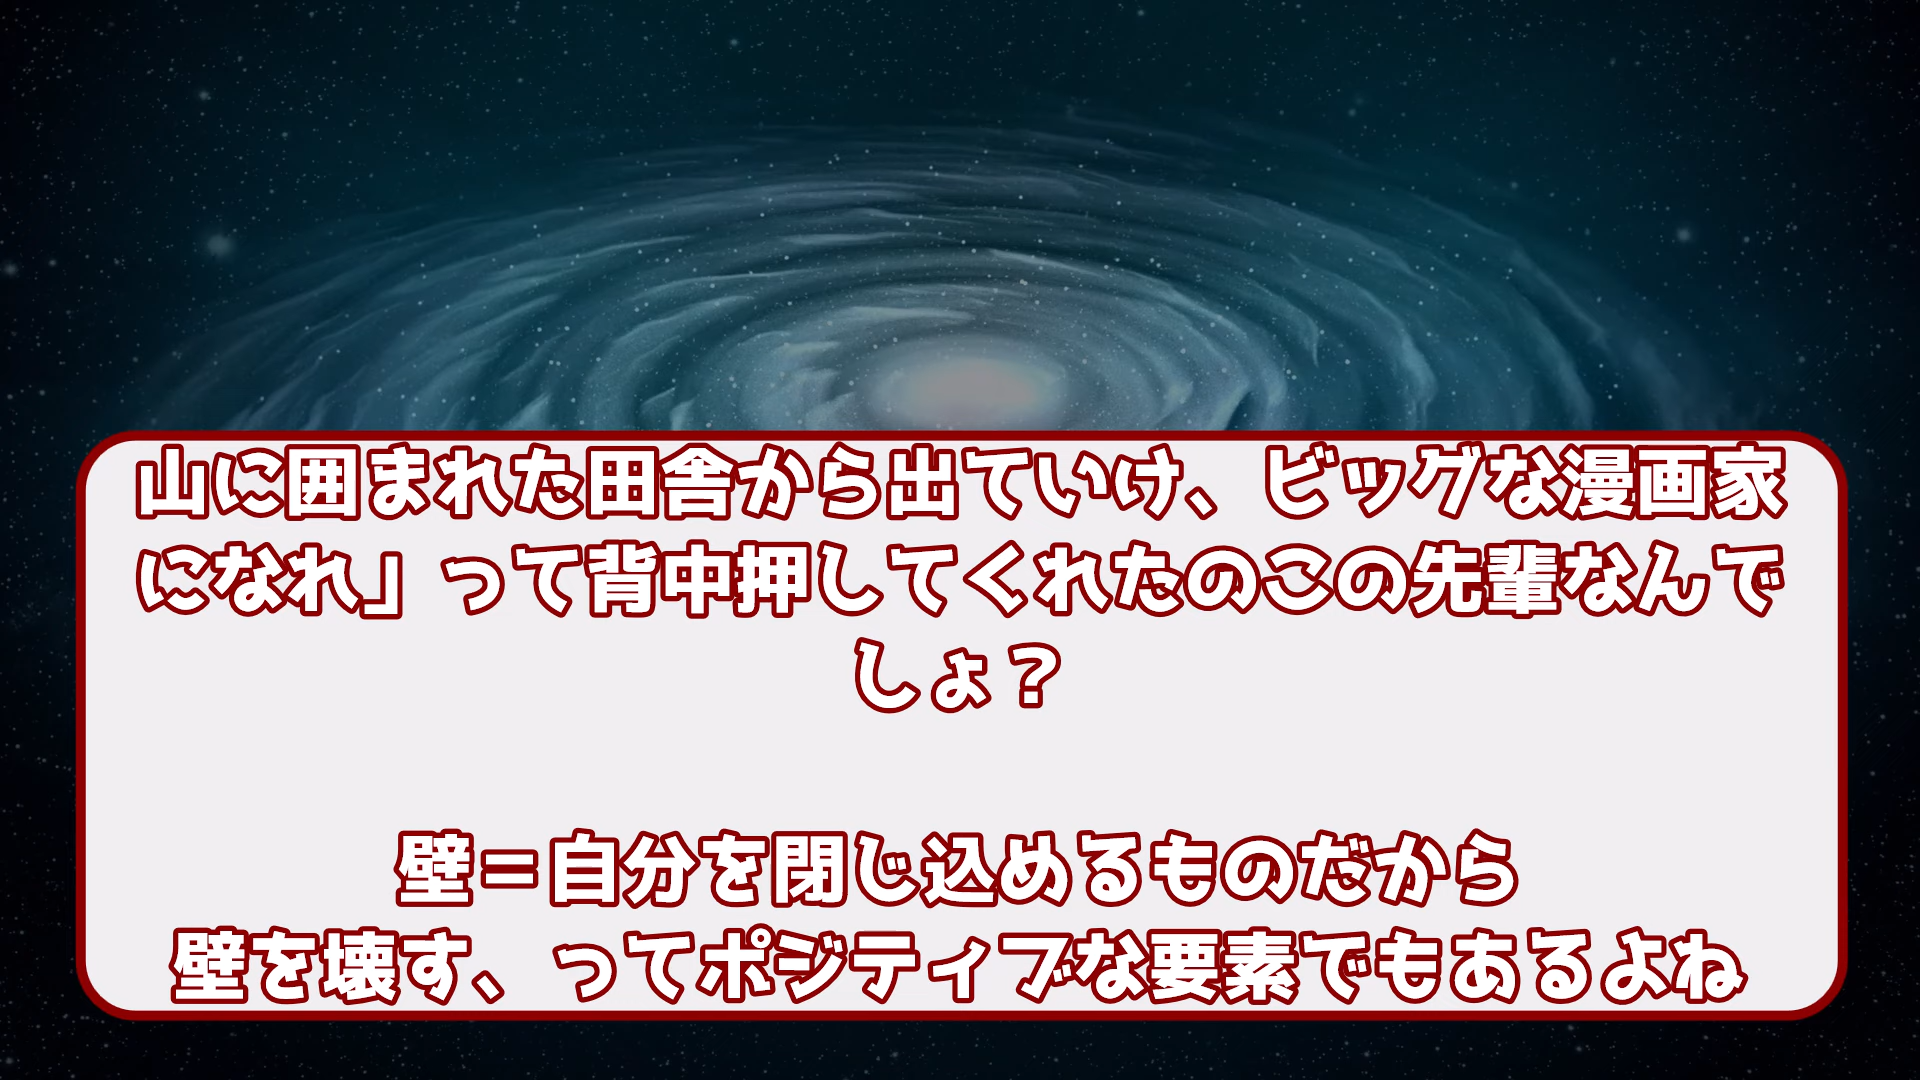 山に囲まれた田舎から出ていけ、ビッグな漫画家
になれ」って背中押してくれたのこの先輩なんで
しょ？
壁＝自分を閉じ込めるものだから
壁を壊す、ってポジティブな要素でもあるよね